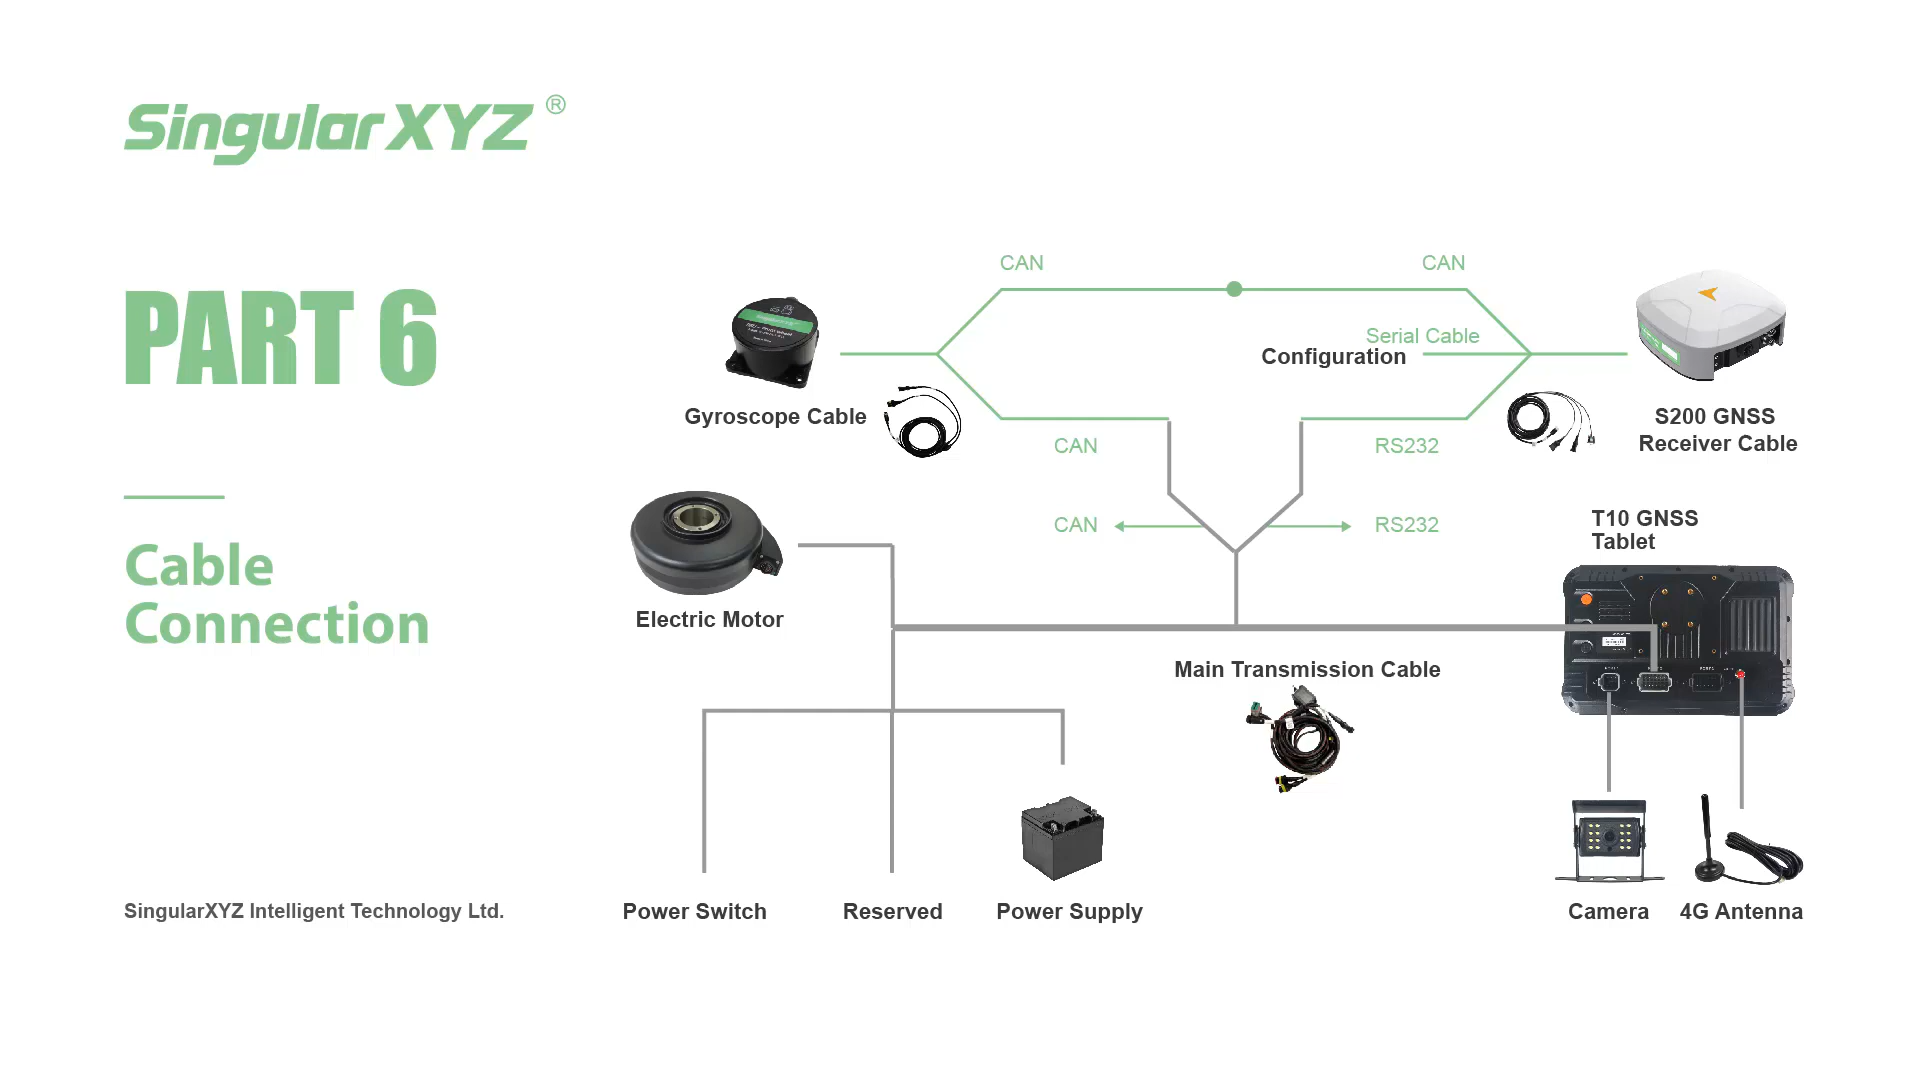 SingularXYZ®
PART 6
Cable
Connection
SingularXYZ Intelligent Technology Ltd.
CAN
CAN
Serial Cable
Configuration
Gyroscope Cable
S200 GNSS
Receiver Cable
CAN
RS232
CAN
RS232
T10 GNSS
Tablet
Electric Motor
Main Transmission Cable
Power Switch
Reserved
Power Supply
Camera
4G Antenna